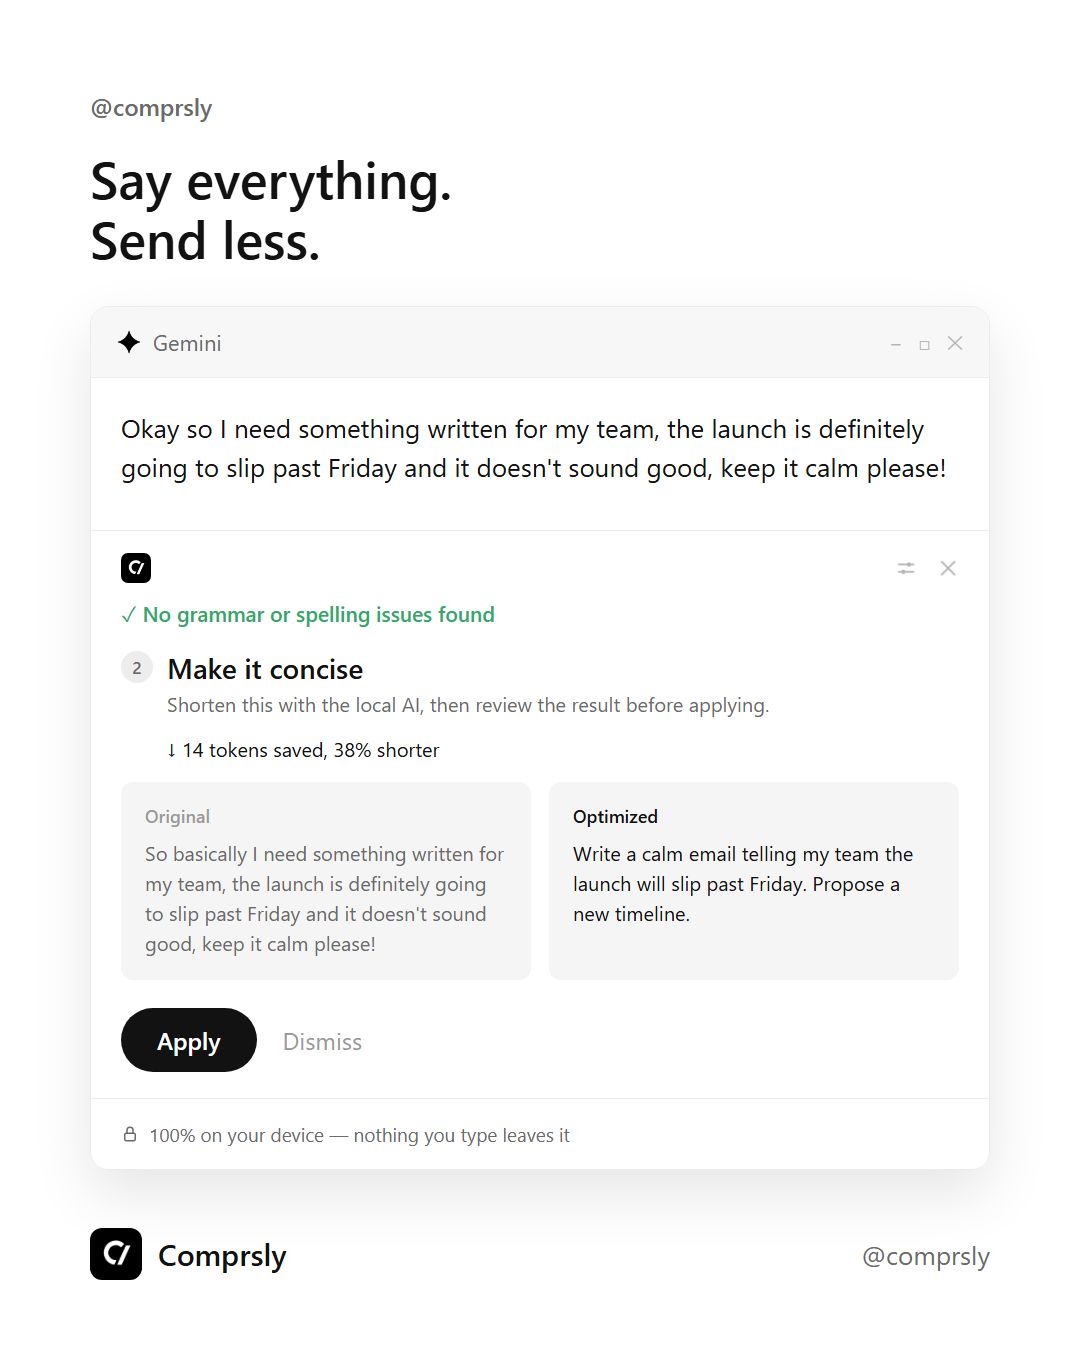 @comprsly
Say everything.
Send less.
Gemini
Okay so I need something written for my team, the launch is definitely
going to slip past Friday and it doesn't sound good, keep it calm please!
✓ No grammar or spelling issues found
2 Make it concise
Shorten this with the local AI, then review the result before applying.
↓ 14 tokens saved, 38% shorter
Original
So basically I need something written for
my team, the launch is definitely going
to slip past Friday and it doesn't sound
good, keep it calm please!
Optimized
Write a calm email telling my team the
launch will slip past Friday. Propose a
new timeline.
Apply Dismiss
100% on your device — nothing you type leaves it
Comprsly @comprsly